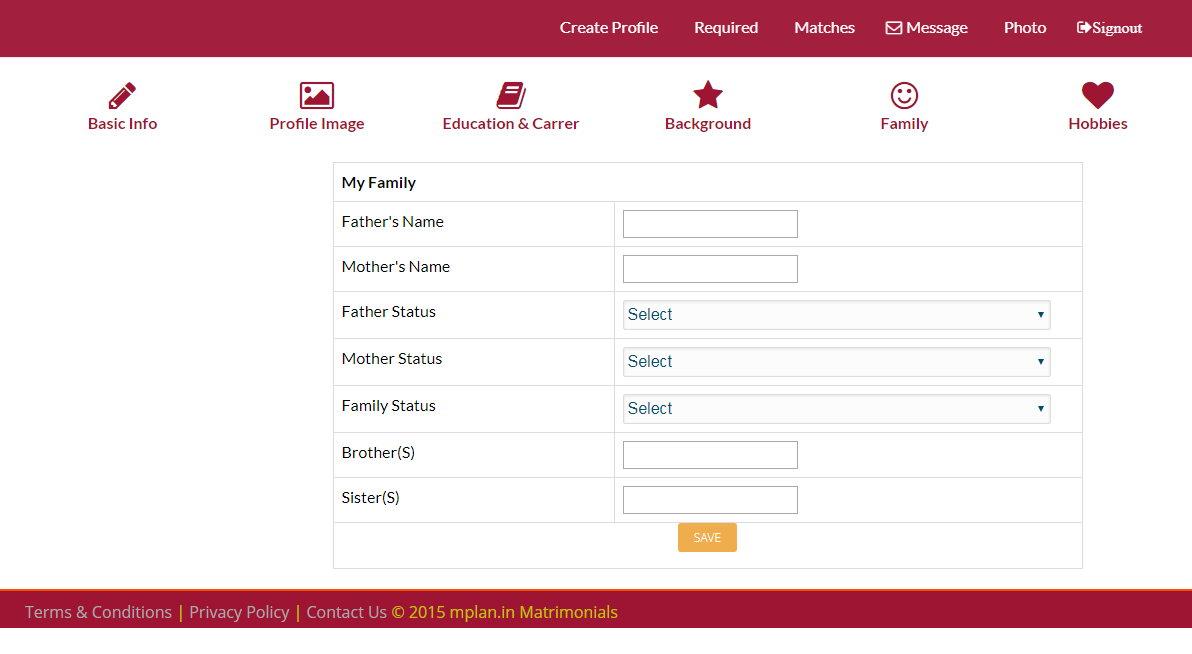 Create Profile Required Matches Message Photo Signout
Basic Info Profile Image Education & Carrer Background Family Hobbies
My Family
Father's Name
Mother's Name
Father Status Select
Mother Status Select
Family Status Select
Brother(S)
Sister(S)
SAVE
Terms & Conditions | Privacy Policy | Contact Us © 2015 mplan.in Matrimonials